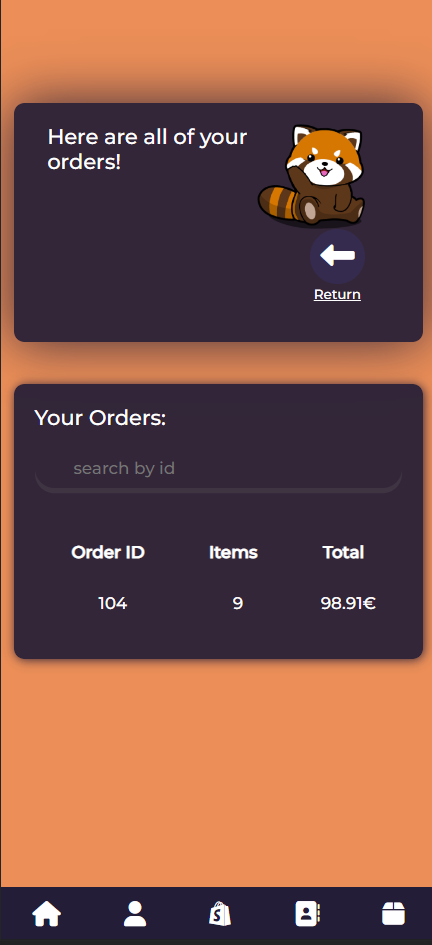 Here are all of your
orders!
Return
Your Orders:
search by id
Order ID Items Total
104 9 98.91€